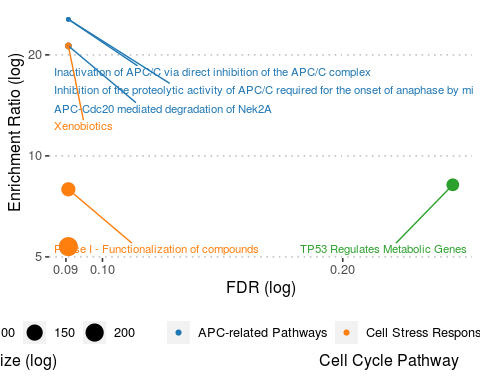 20
Inactivation of APC/C via direct inhibition of the APC/C complex
Inhibition of the proteolytic activity of APC/C required for the onset of anaphase by mi
APC-Cdc20 mediated degradation of Nek2A
Xenobiotics
10
Enrichment Ratio (log)
Phase I - Functionalization of compounds
TP53 Regulates Metabolic Genes
5
0.09 0.10 0.20
FDR (log)
00 150 200 APC-related Pathways Cell Stress Respons
ize (log) Cell Cycle Pathway